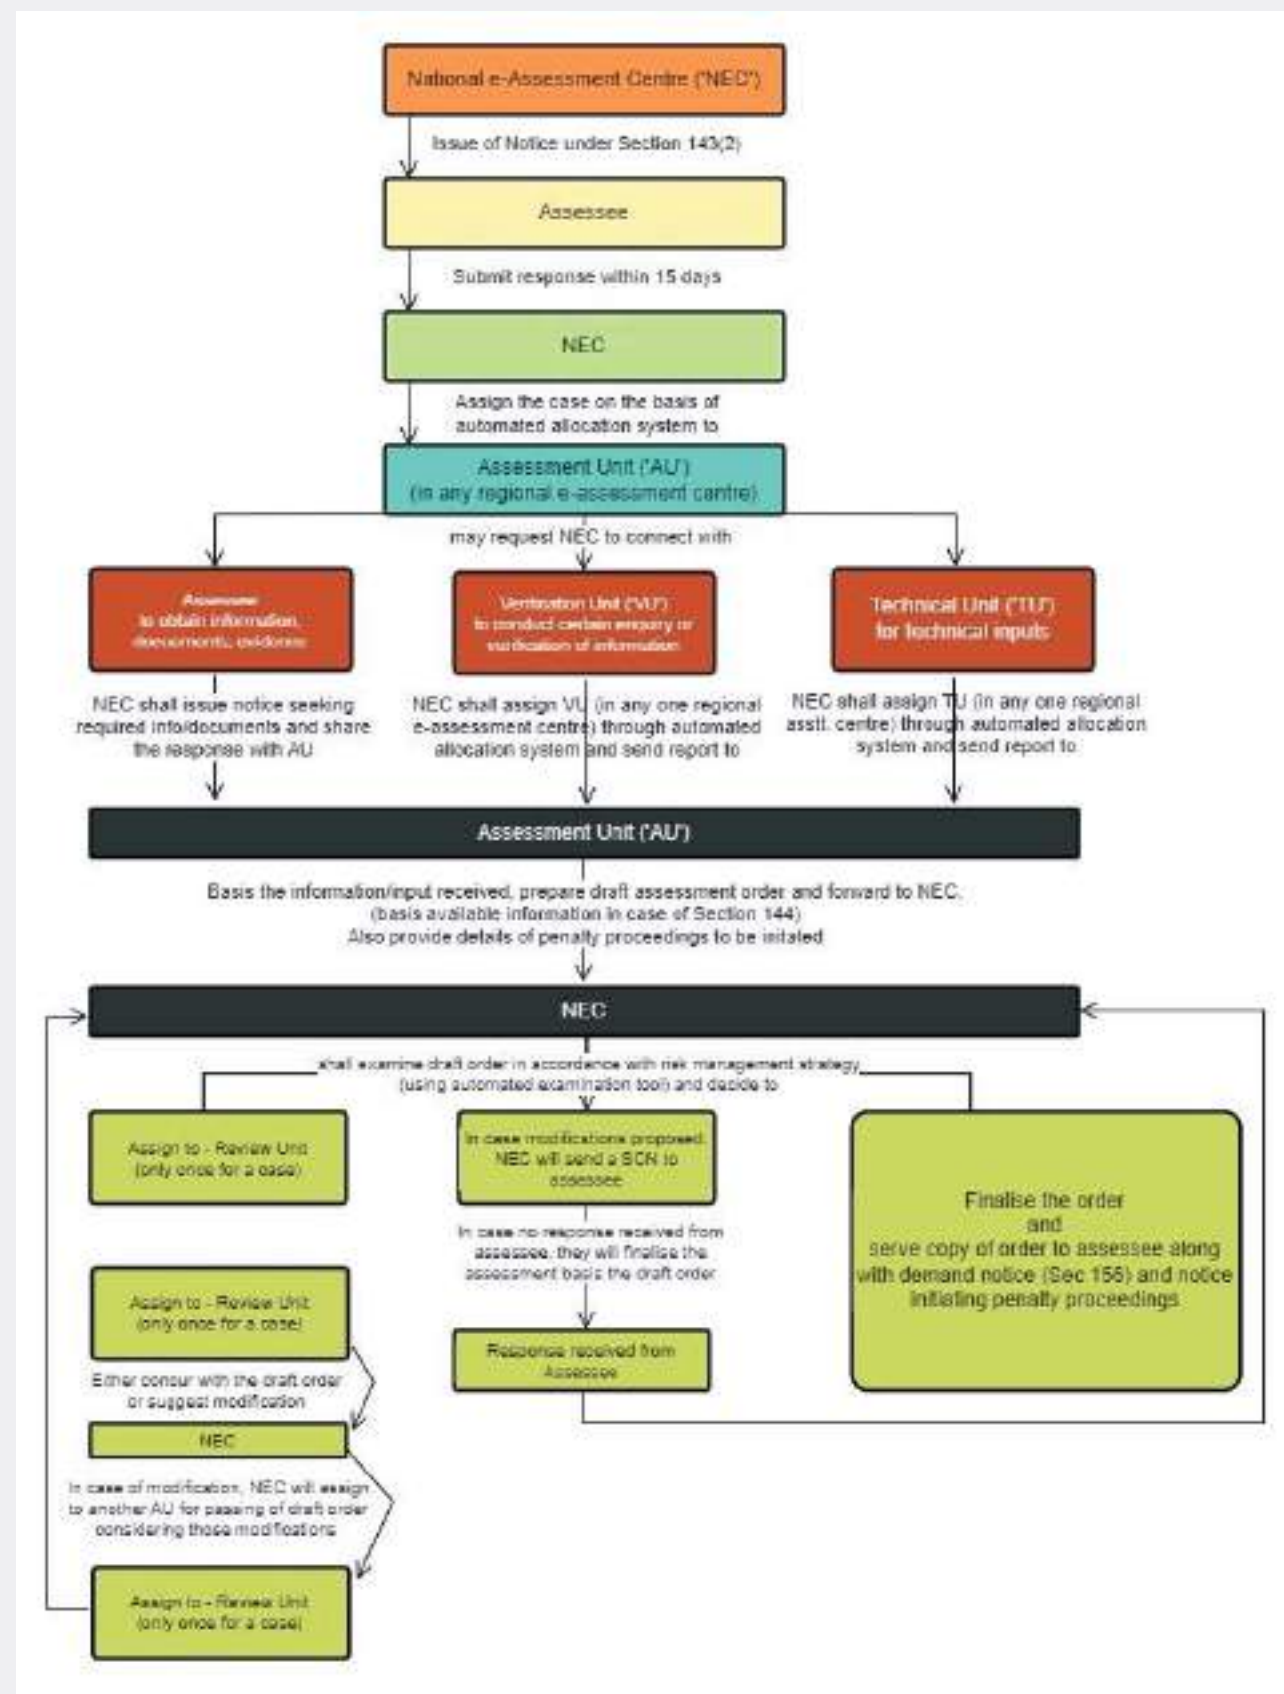 National e-Assessment Centre ('NEC')
Issue of Notice under Section 143(2)
Assessee
Submit response within 15 days
NEC
Assign the case on the basis of
automated allocation system to
Assessment Unit ('AU')
(in any regional e-assessment centre)
may request NEC to connect with
Assessee
to obtain information,
documents, evidence
Verification Unit ('VU')
to conduct certain enquiry or
verification of information
Technical Unit ('TU')
for technical inputs
NEC shall issue notice seeking
required info/documents and share
the response with AU
NEC shall assign VU (in any one regional
e-assessment centre) through automated
allocation system and send report to
NEC shall assign TU (in any one regional
asstt. centre) through automated allocation
system and send report to
Assessment Unit ('AU')
Basis the information/input received, prepare draft assessment order and forward to NEC.
(basis available information in case of Section 144)
Also provide details of penalty proceedings to be initated
NEC
shall examine draft order in accordance with risk management strategy
(using automated examination tool) and decide to
Assign to - Review Unit
(only once for a case)
In case modifications proposed,
NEC will send a SCN to
assessee
Finalise the order
and
serve copy of order to assessee along
with demand notice (Sec 156) and notice
initiating penalty proceedings
In case no response received from
assessee, they will finalise the
assessment basis the draft order
Assign to - Review Unit
(only once for a case)
Response received from
Assessee
Either concur with the draft order
or suggest modification
NEC
In case of modification, NEC will assign
to another AU for passing of draft order
considering those modifications
Assign to - Review Unit
(only once for a case)